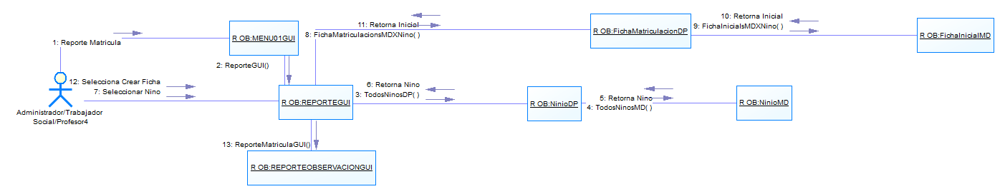 10: Retorna Inicial
11: Retorna Inicial
9: FichaInicialsMDXNino( )
8: FichaMatriculacionsMDXNino( )
R OB:FichaMatriculacionDP
R OB:FichaInicialMD
R OB:MENU01GUI
1: Reporte Matricula
2: ReporteGUI()
12: Selecciona Crear Ficha
7: Seleccionar Nino
6: Retorna Nino
3: TodosNinosDP( )
5: Retorna Nino
4: TodosNinosMD( )
R OB:REPORTEGUI
R OB:NinioDP
R OB:NinioMD
Administrador/Trabajador
Social/Profesor4
13: ReporteMatriculaGUI()
R OB:REPORTEOBSERVACIONGUI